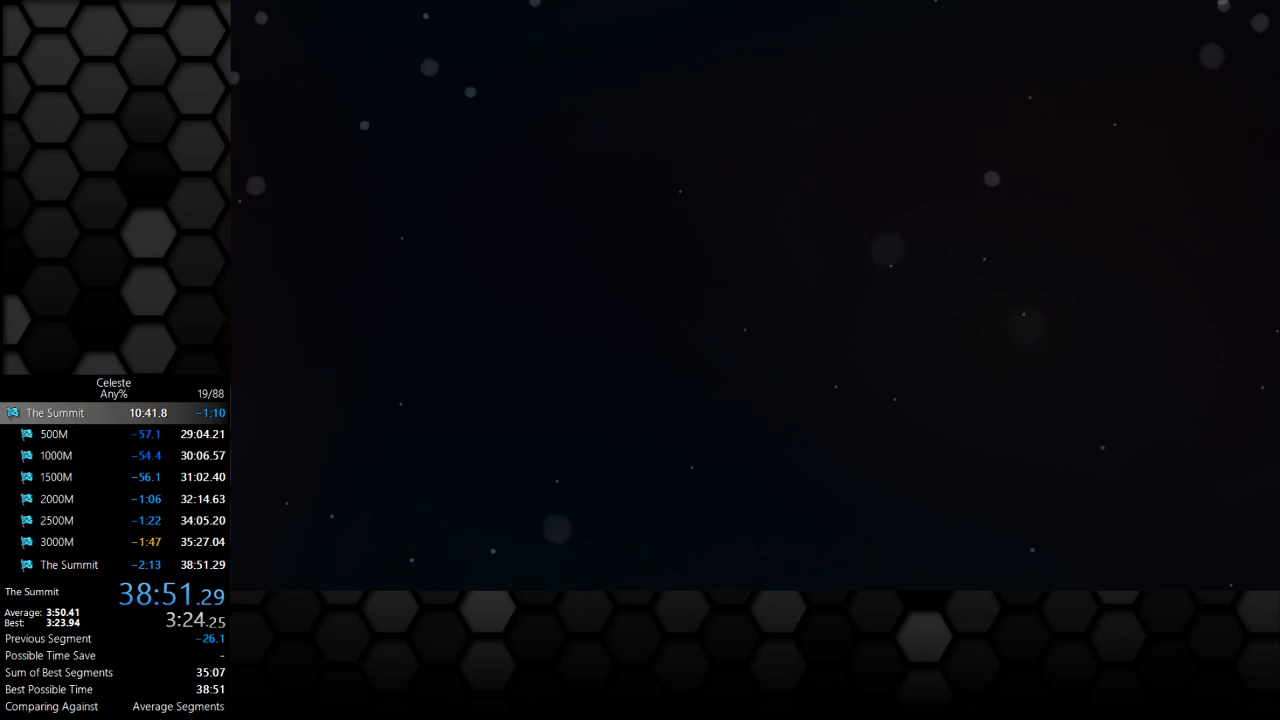 Celeste
Any% 19/88
The Summit 10:41.8 −1:10
500M −57.1 29:04.21
1000M −54.4 30:06.57
1500M −56.1 31:02.40
2000M −1:06 32:14.63
2500M −1:22 34:05.20
3000M −1:47 35:27.04
The Summit −2:13 38:51.29
The Summit 38:51.29
Average: 3:50.41
Best: 3:23.94 3:24.25
Previous Segment −26.1
Possible Time Save -
Sum of Best Segments 35:07
Best Possible Time 38:51
Comparing Against Average Segments